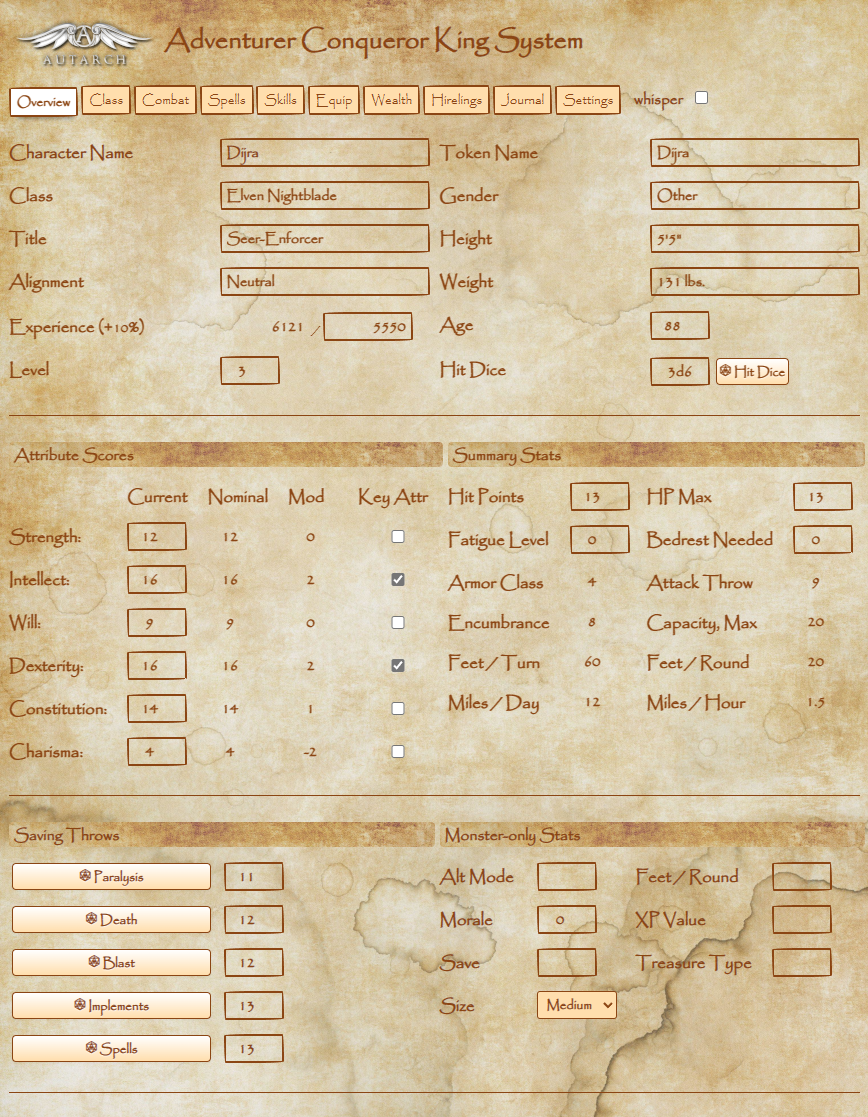 AUTARCH
Adventurer Conqueror King System
Overview Class Combat Spells Skills Equip Wealth Hirelings Journal Settings whisper
Character Name Dijra Token Name Dijra
Class Elven Nightblade Gender Other
Title Seer-Enforcer Height 5'5"
Alignment Neutral Weight 131 lbs.
Experience (+10%) 6121 / 5550 Age 88
Level 3 Hit Dice 3d6 Hit Dice
Attribute Scores Summary Stats
Current Nominal Mod Key Attr Hit Points 13 HP Max 13
Strength: 12 12 0 Fatigue Level 0 Bedrest Needed 0
Intellect: 16 16 2 Armor Class 4 Attack Throw 9
Will: 9 9 0 Encumbrance 8 Capacity, Max 20
Dexterity: 16 16 2 Feet / Turn 60 Feet / Round 20
Constitution: 14 14 1 Miles / Day 12 Miles / Hour 1.5
Charisma: 4 4 -2
Saving Throws Monster-only Stats
Paralysis 11 Alt Mode Feet / Round
Death 12 Morale 0 XP Value
Blast 12 Save Treasure Type
Implements 13 Size Medium
Spells 13